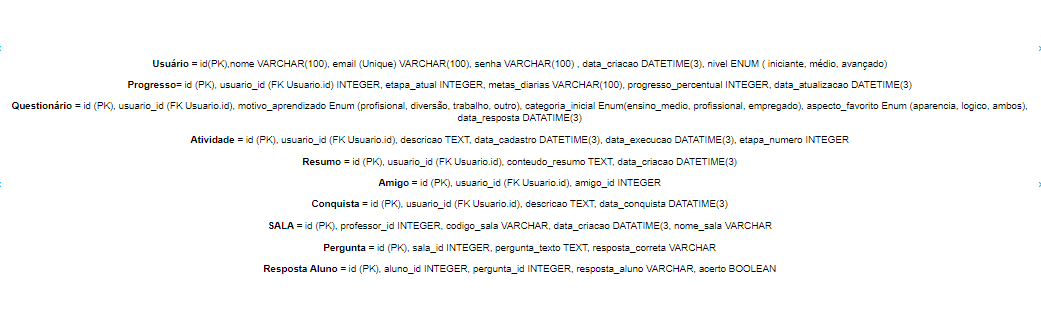 Usuário = id(PK),nome VARCHAR(100), email (Unique) VARCHAR(100), senha VARCHAR(100) , data_criacao DATETIME(3), nivel ENUM ( iniciante, médio, avançado)
Progresso= id (PK), usuario_id (FK Usuario.id) INTEGER, etapa_atual INTEGER, metas_diarias VARCHAR(100), progresso_percentual INTEGER, data_atualizacao DATETIME(3)
Questionário = id (PK), usuario_id (FK Usuario.id), motivo_aprendizado Enum (profisional, diversão, trabalho, outro), categoria_inicial Enum(ensino_medio, profissional, empregado), aspecto_favorito Enum (aparencia, logico, ambos),
data_resposta DATATIME(3)
Atividade = id (PK), usuario_id (FK Usuario.id), descricao TEXT, data_cadastro DATETIME(3), data_execucao DATATIME(3), etapa_numero INTEGER
Resumo = id (PK), usuario_id (FK Usuario.id), conteudo_resumo TEXT, data_criacao DATETIME(3)
Amigo = id (PK), usuario_id (FK Usuario.id), amigo_id INTEGER
Conquista = id (PK), usuario_id (FK Usuario.id), descricao TEXT, data_conquista DATATIME(3)
SALA = id (PK), professor_id INTEGER, codigo_sala VARCHAR, data_criacao DATATIME(3, nome_sala VARCHAR
Pergunta = id (PK), sala_id INTEGER, pergunta_texto TEXT, resposta_correta VARCHAR
Resposta Aluno = id (PK), aluno_id INTEGER, pergunta_id INTEGER, resposta_aluno VARCHAR, acerto BOOLEAN